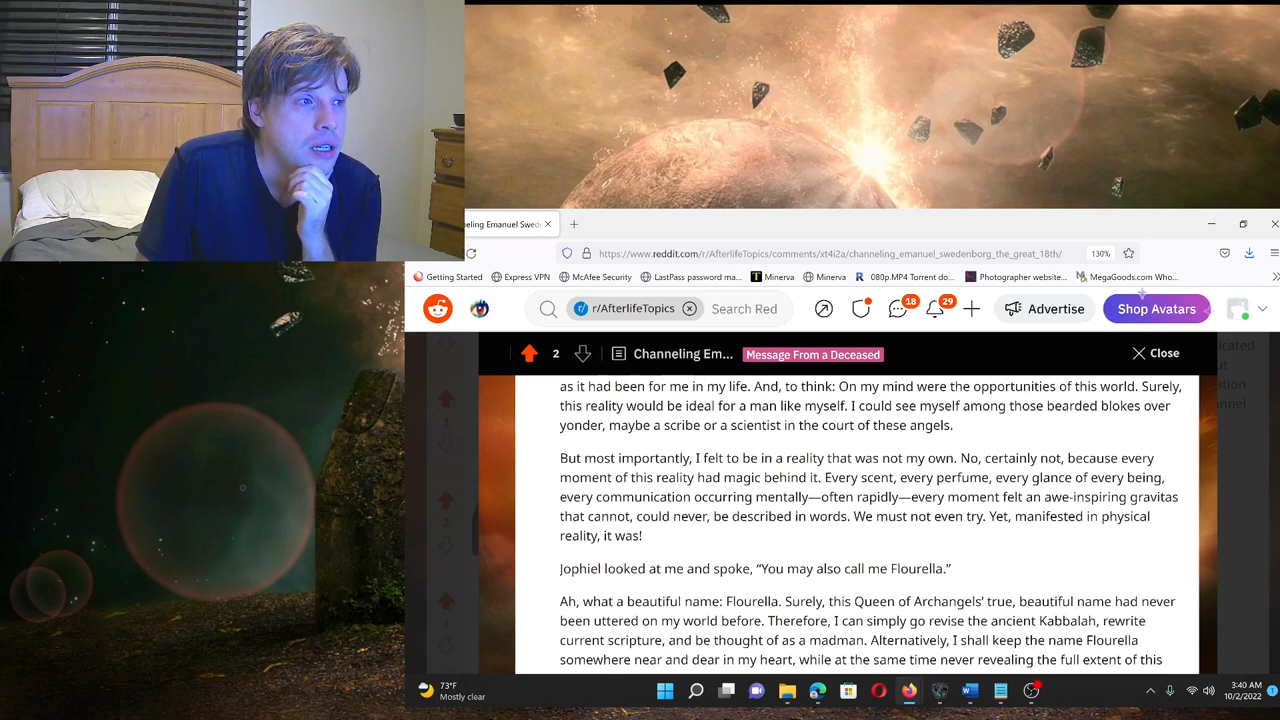 neling Emanuel Swed
https://www.reddit.com/r/AfterlifeTopics/comments/xt4i2a/channeling_emanuel_swedenborg_the_great_18th/
130%
Getting Started
Express VPN
McAfee Security
LastPass password ma...
Minerva
Minerva
080p.MP4 Torrent do...
Photographer website...
MegaGoods.com Who...
r/AfterlifeTopics
Search Red
18
29
Advertise
Shop Avatars
2
Channeling Em...
Message From a Deceased
Close
as it had been for me in my life. And, to think: On my mind were the opportunities of this world. Surely,
this reality would be ideal for a man like myself. I could see myself among those bearded blokes over
yonder, maybe a scribe or a scientist in the court of these angels.
But most importantly, I felt to be in a reality that was not my own. No, certainly not, because every
moment of this reality had magic behind it. Every scent, every perfume, every glance of every being,
every communication occurring mentally—often rapidly—every moment felt an awe-inspiring gravitas
that cannot, could never, be described in words. We must not even try. Yet, manifested in physical
reality, it was!
Jophiel looked at me and spoke, “You may also call me Flourella.”
Ah, what a beautiful name: Flourella. Surely, this Queen of Archangels’ true, beautiful name had never
been uttered on my world before. Therefore, I can simply go revise the ancient Kabbalah, rewrite
current scripture, and be thought of as a madman. Alternatively, I shall keep the name Flourella
somewhere near and dear in my heart, while at the same time never revealing the full extent of this
73°F
Mostly clear
3:40 AM
10/2/2022